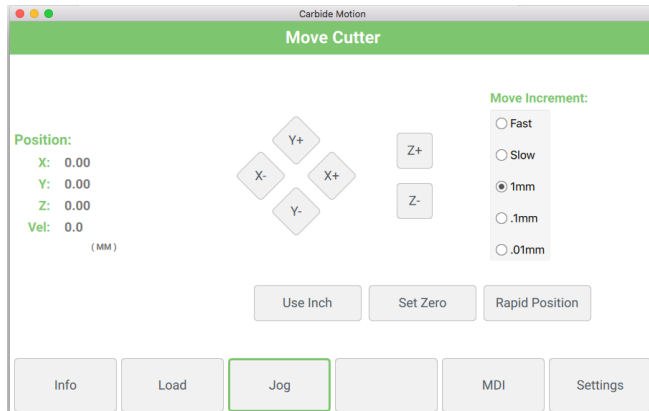 Carbide Motion
Move Cutter
Position:
X: 0.00
Y: 0.00
Z: 0.00
Vel: 0.0
(MM)
Y+
X-
X+
Y-
Z+
Z-
Move Increment:
Fast
Slow
1mm
.1mm
.01mm
Use Inch
Set Zero
Rapid Position
Info
Load
Jog
MDI
Settings